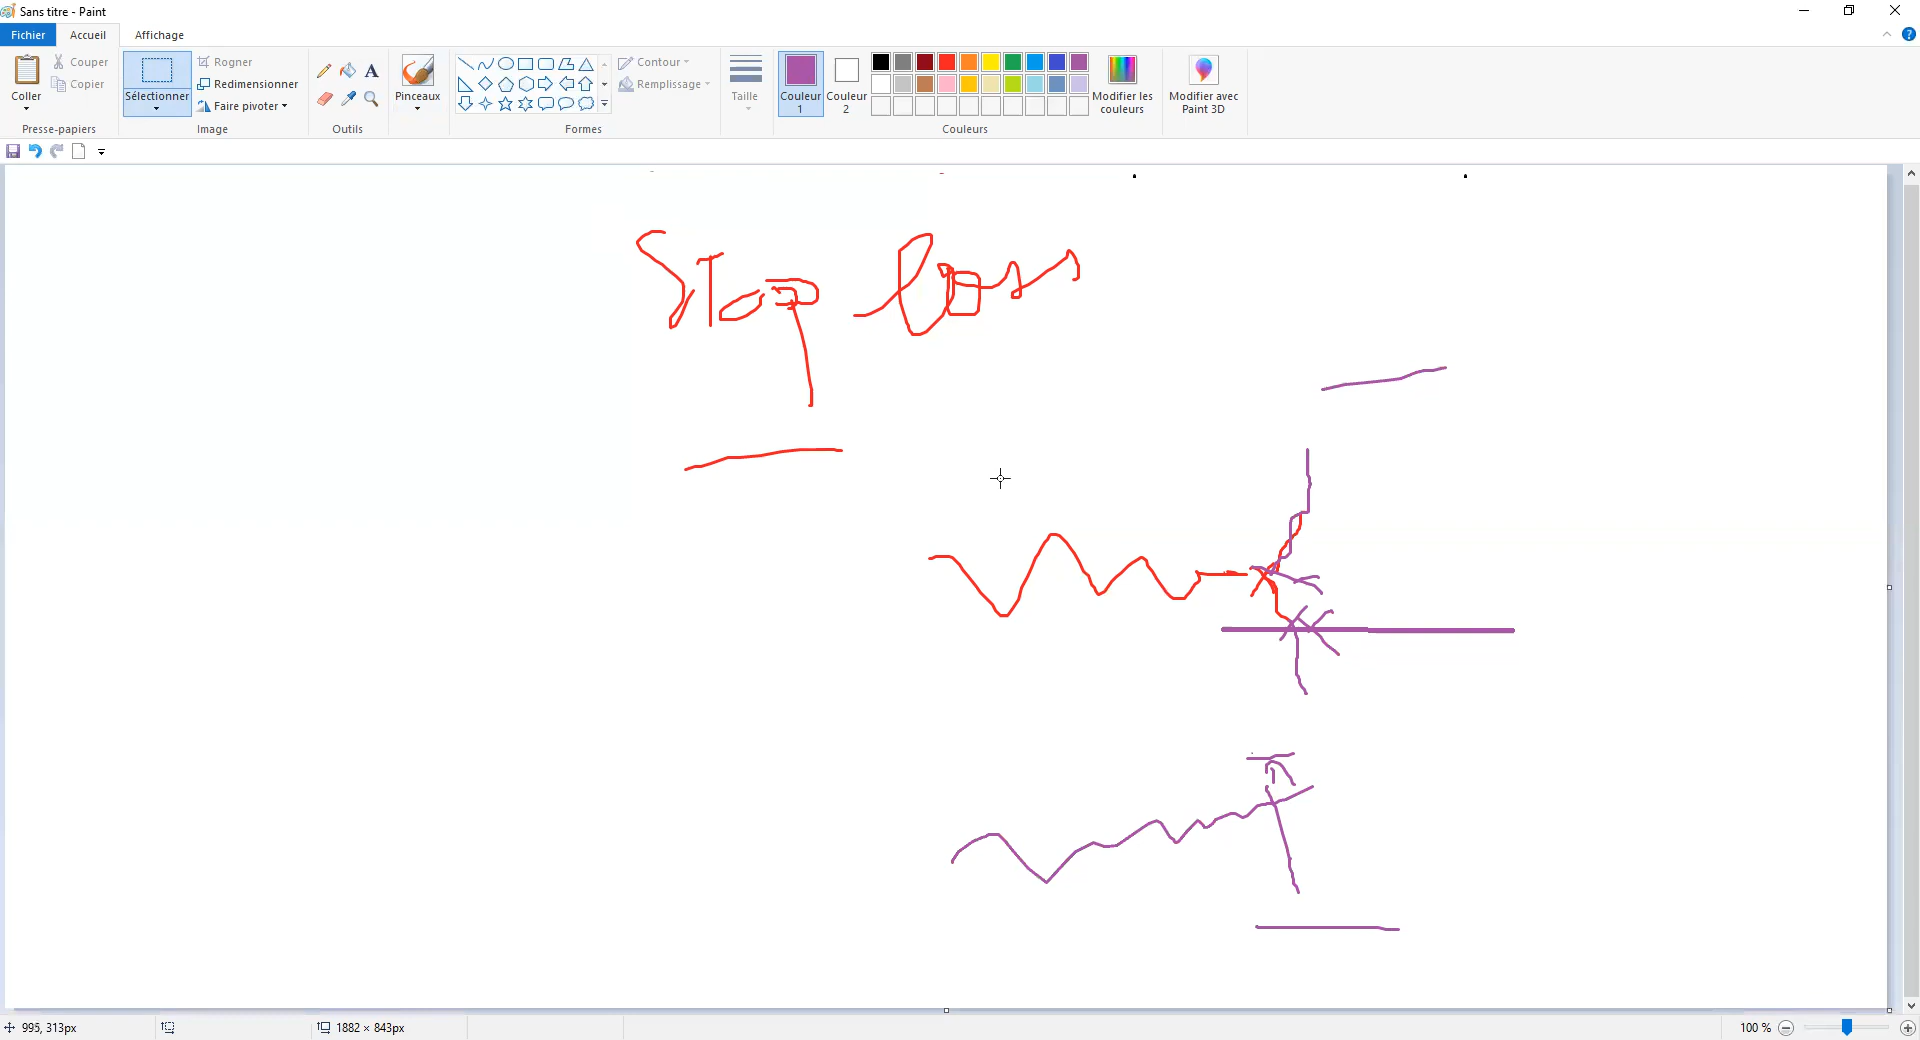 Sans titre - Paint
Fichier Accueil Affichage
Coller
Couper
Copier
Presse-papiers
Sélectionner
Rogner
Redimensionner
Faire pivoter
Image
Outils
Pinceaux
Contour
Remplissage
Formes
Taille
Couleur 1
Couleur 2
Modifier les couleurs
Couleurs
Modifier avec Paint 3D
Stop loss
995, 313px
1882 × 843px
100 %